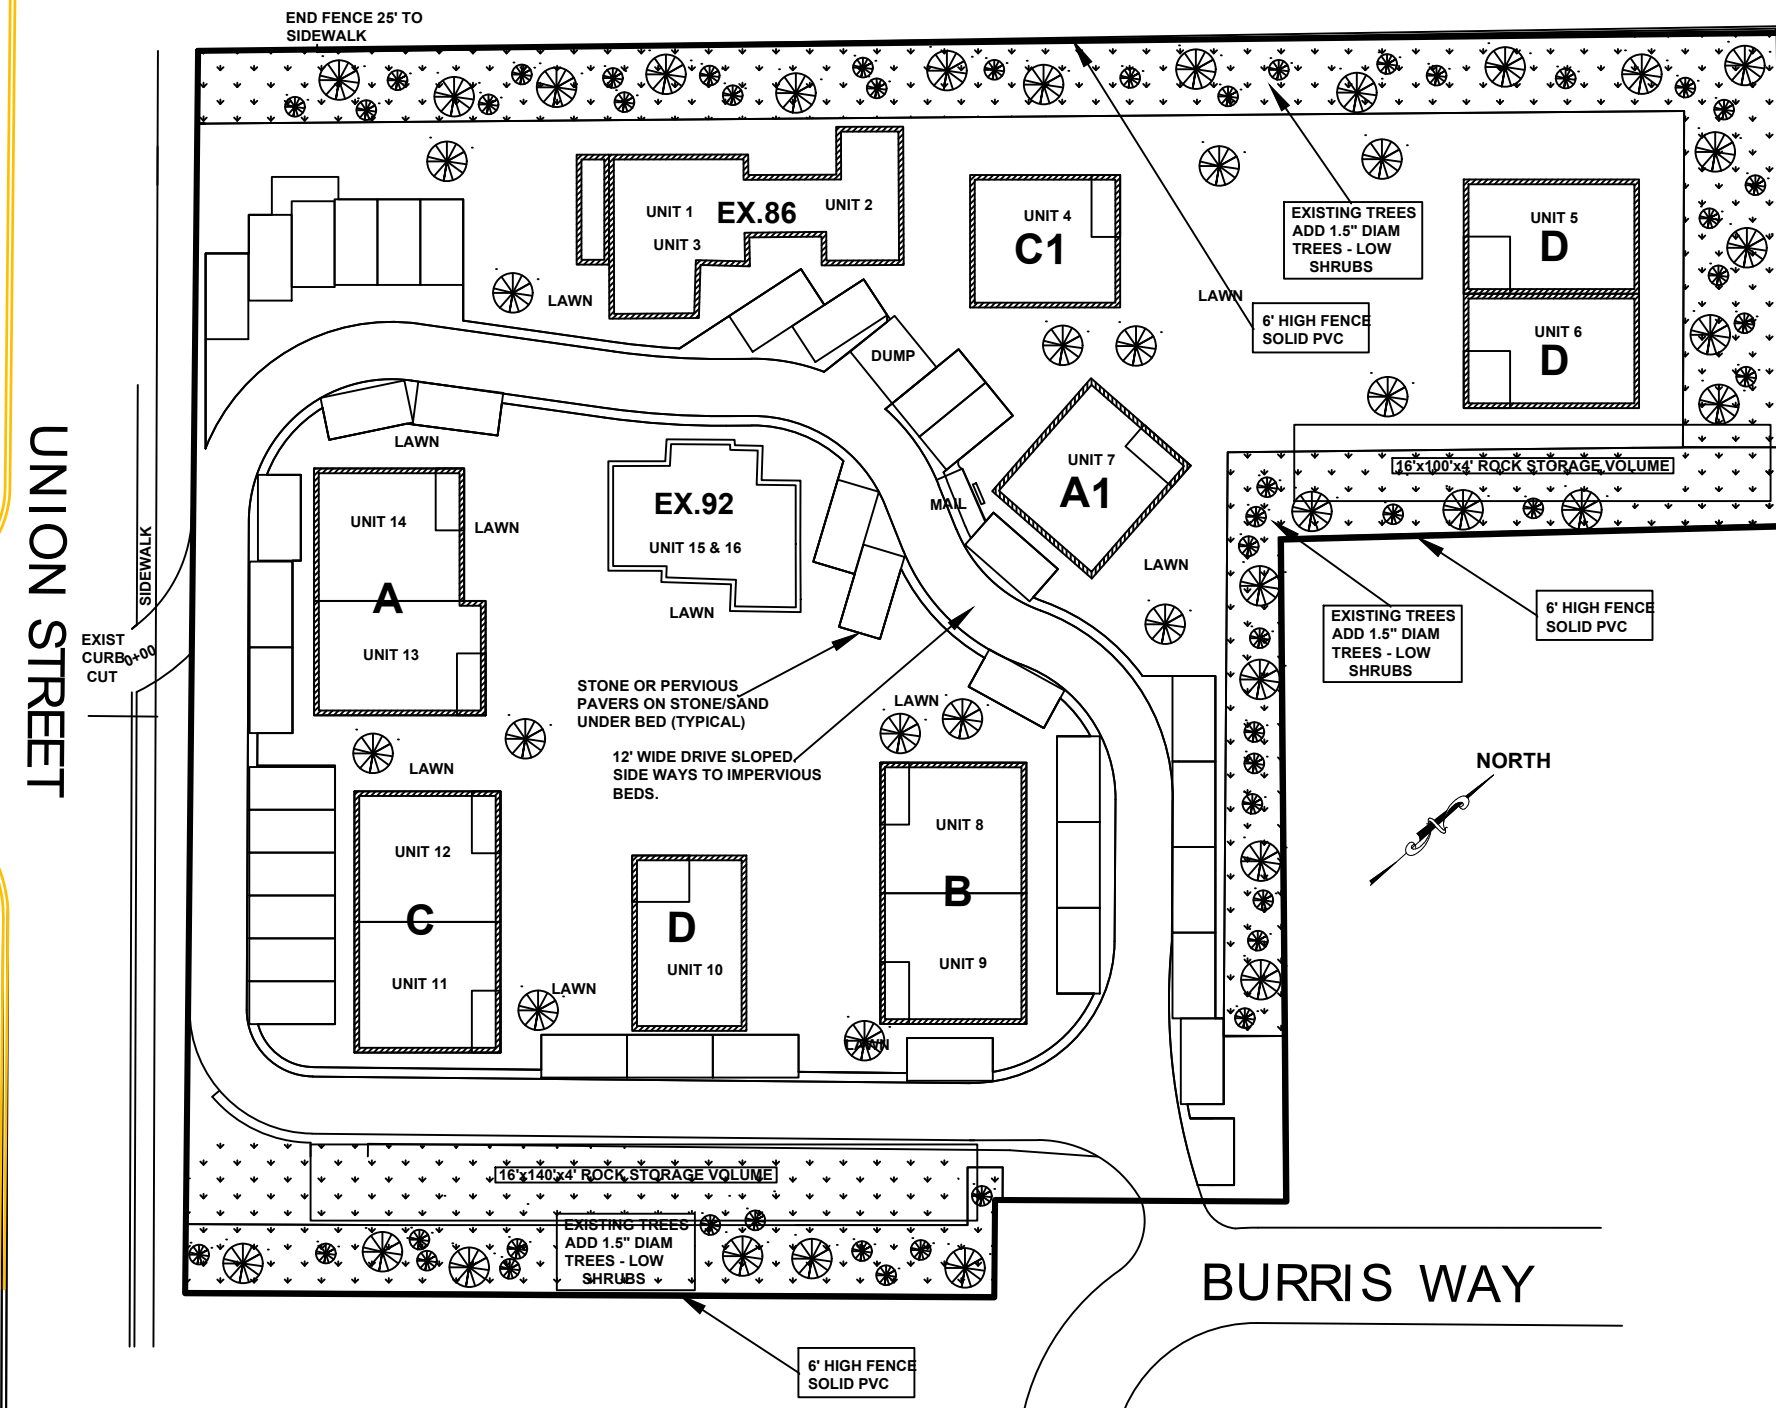 END FENCE 25' TO
SIDEWALK
UNIT 1
EX.86
UNIT 2
UNIT 3
UNIT 4
C1
EXISTING TREES
ADD 1.5" DIAM
TREES - LOW
SHRUBS
UNIT 5
D
LAWN
LAWN
6' HIGH FENCE
SOLID PVC
UNIT 6
D
DUMP
LAWN
UNIT 7
A1
16'x100'x4' ROCK STORAGE VOLUME
MAIL
EX.92
UNIT 15 & 16
UNIT 14
LAWN
LAWN
UNION STREET
SIDEWALK
A
LAWN
EXISTING TREES
ADD 1.5" DIAM
TREES - LOW
SHRUBS
6' HIGH FENCE
SOLID PVC
EXIST
CURB
CUT
0+00
UNIT 13
STONE OR PERVIOUS
PAVERS ON STONE/SAND
UNDER BED (TYPICAL)
LAWN
12' WIDE DRIVE SLOPED
SIDE WAYS TO IMPERVIOUS
BEDS.
LAWN
NORTH
UNIT 12
C
UNIT 11
UNIT 8
B
UNIT 9
D
UNIT 10
LAWN
LAWN
16'x140'x4' ROCK STORAGE VOLUME
EXISTING TREES
ADD 1.5" DIAM
TREES - LOW
SHRUBS
BURRIS WAY
6' HIGH FENCE
SOLID PVC